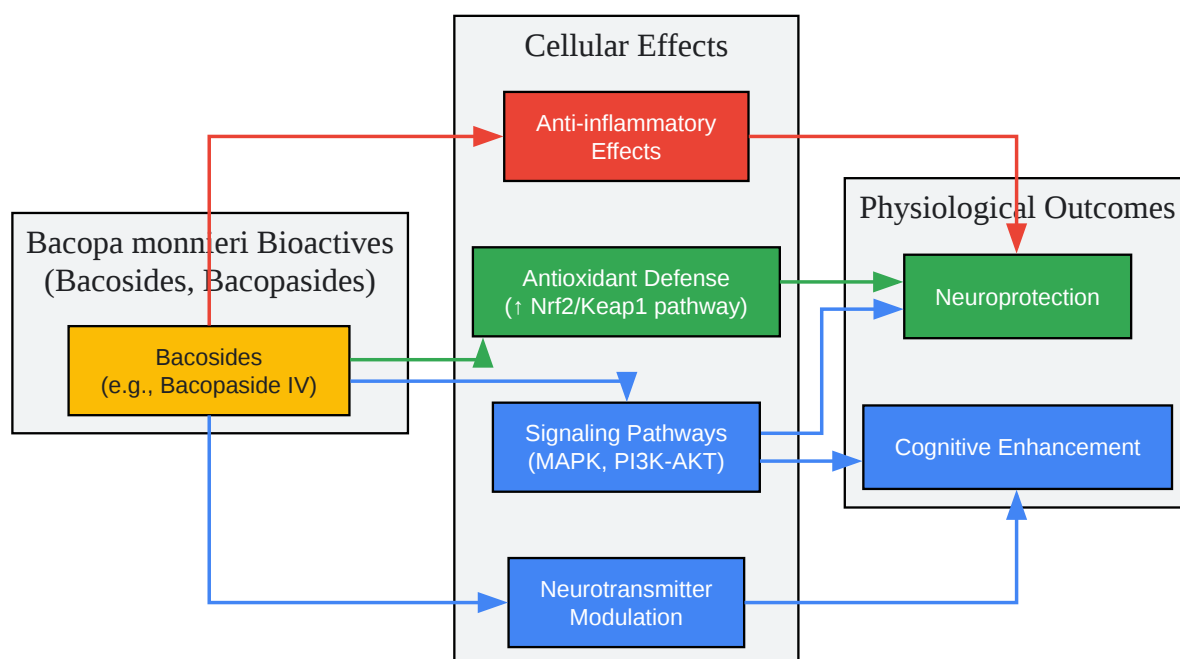 Cellular Effects
Anti-inflammatory
Effects
Physiological Outcomes
Bacopa monnieri Bioactives
(Bacosides, Bacopasides)
Antioxidant Defense
(↑ Nrf2/Keap1 pathway)
Neuroprotection
Bacosides
(e.g., Bacopaside IV)
Signaling Pathways
(MAPK, PI3K-AKT)
Cognitive Enhancement
Neurotransmitter
Modulation